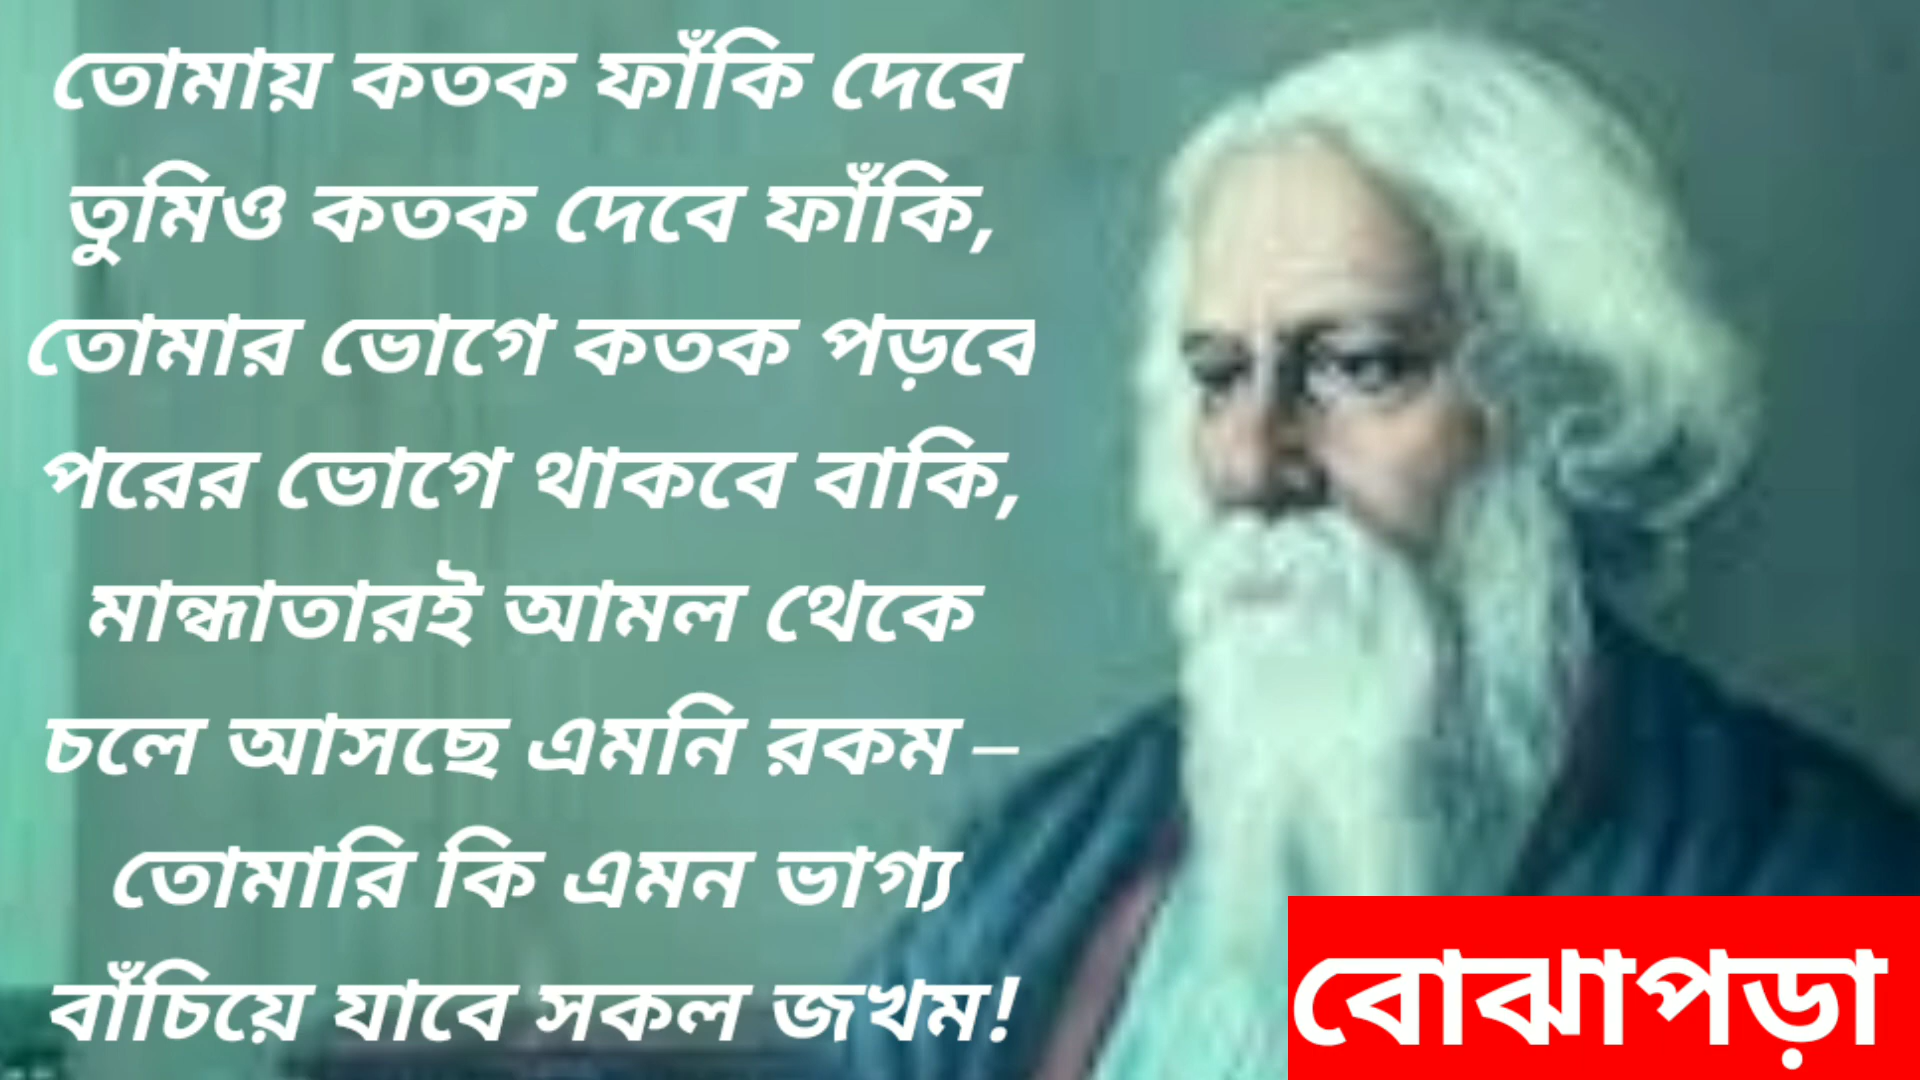 তোমায় কতক ফাঁকি দেবে
তুমিও কতক দেবে ফাঁকি,
তোমার ভোগে কতক পড়বে
পরের ভোগে থাকবে বাকি,
মান্ধাতারই আমল থেকে
চলে আসছে এমনি রকম –
তোমারি কি এমন ভাগ্য
বাঁচিয়ে যাবে সকল জখম!
বোঝাপড়া